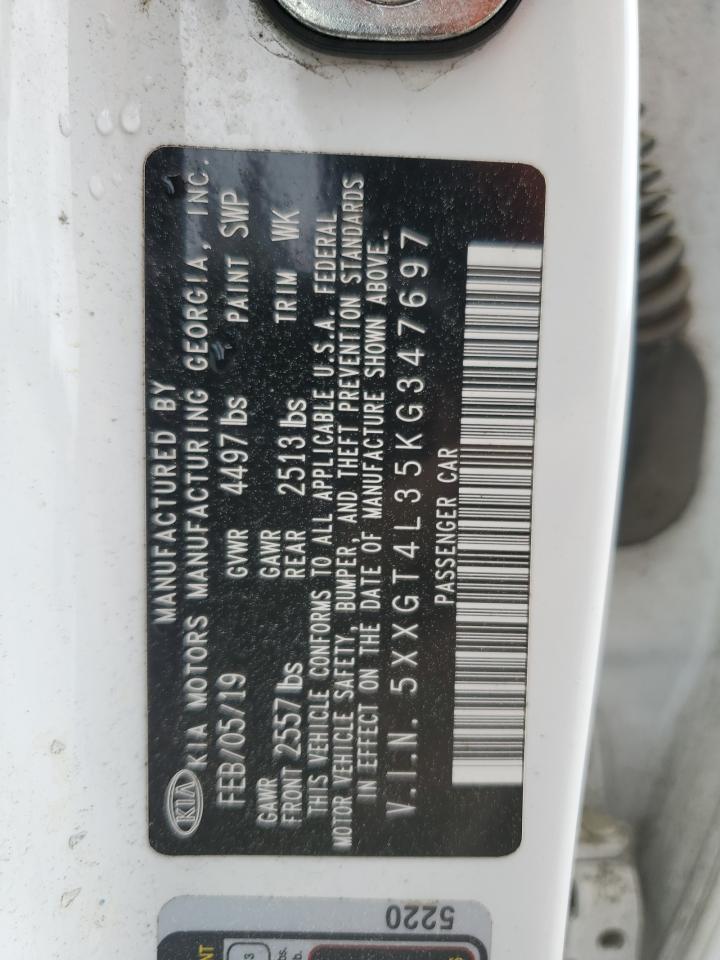 MANUFACTURED BY
KIA KIA MOTORS MANUFACTURING GEORGIA, INC.
FEB/05/19 GVWR 4497 lbs PAINT SWP
GAWR GAWR
FRONT 2557 lbs REAR 2513 lbs TRIM WK
THIS VEHICLE CONFORMS TO ALL APPLICABLE U.S.A. FEDERAL
MOTOR VEHICLE SAFETY, BUMPER, AND THEFT PREVENTION STANDARDS
IN EFFECT ON THE DATE OF MANUFACTURE SHOWN ABOVE.
V.I.N. 5XXGT4L35KG347697
PASSENGER CAR
5220
3